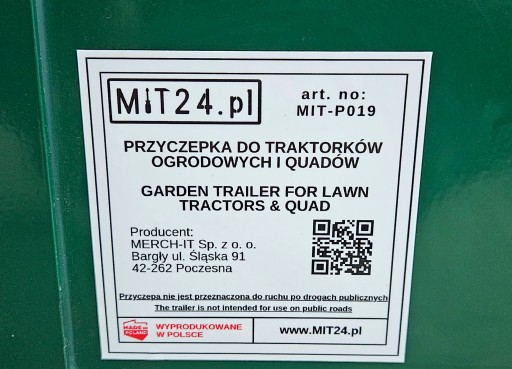 MiT24.pl
art. no:
MIT-P019
PRZYCZEPKA DO TRAKTORKÓW
OGRODOWYCH I QUADÓW
GARDEN TRAILER FOR LAWN
TRACTORS & QUAD
Producent:
MERCH-IT Sp. z o. o.
Bargły ul. Śląska 91
42-262 Poczesna
Przyczepa nie jest przeznaczona do ruchu po drogach publicznych
The trailer is not intended for use on public roads
MADE IN
POLAND
WYPRODUKOWANE
W POLSCE
www.MIT24.pl